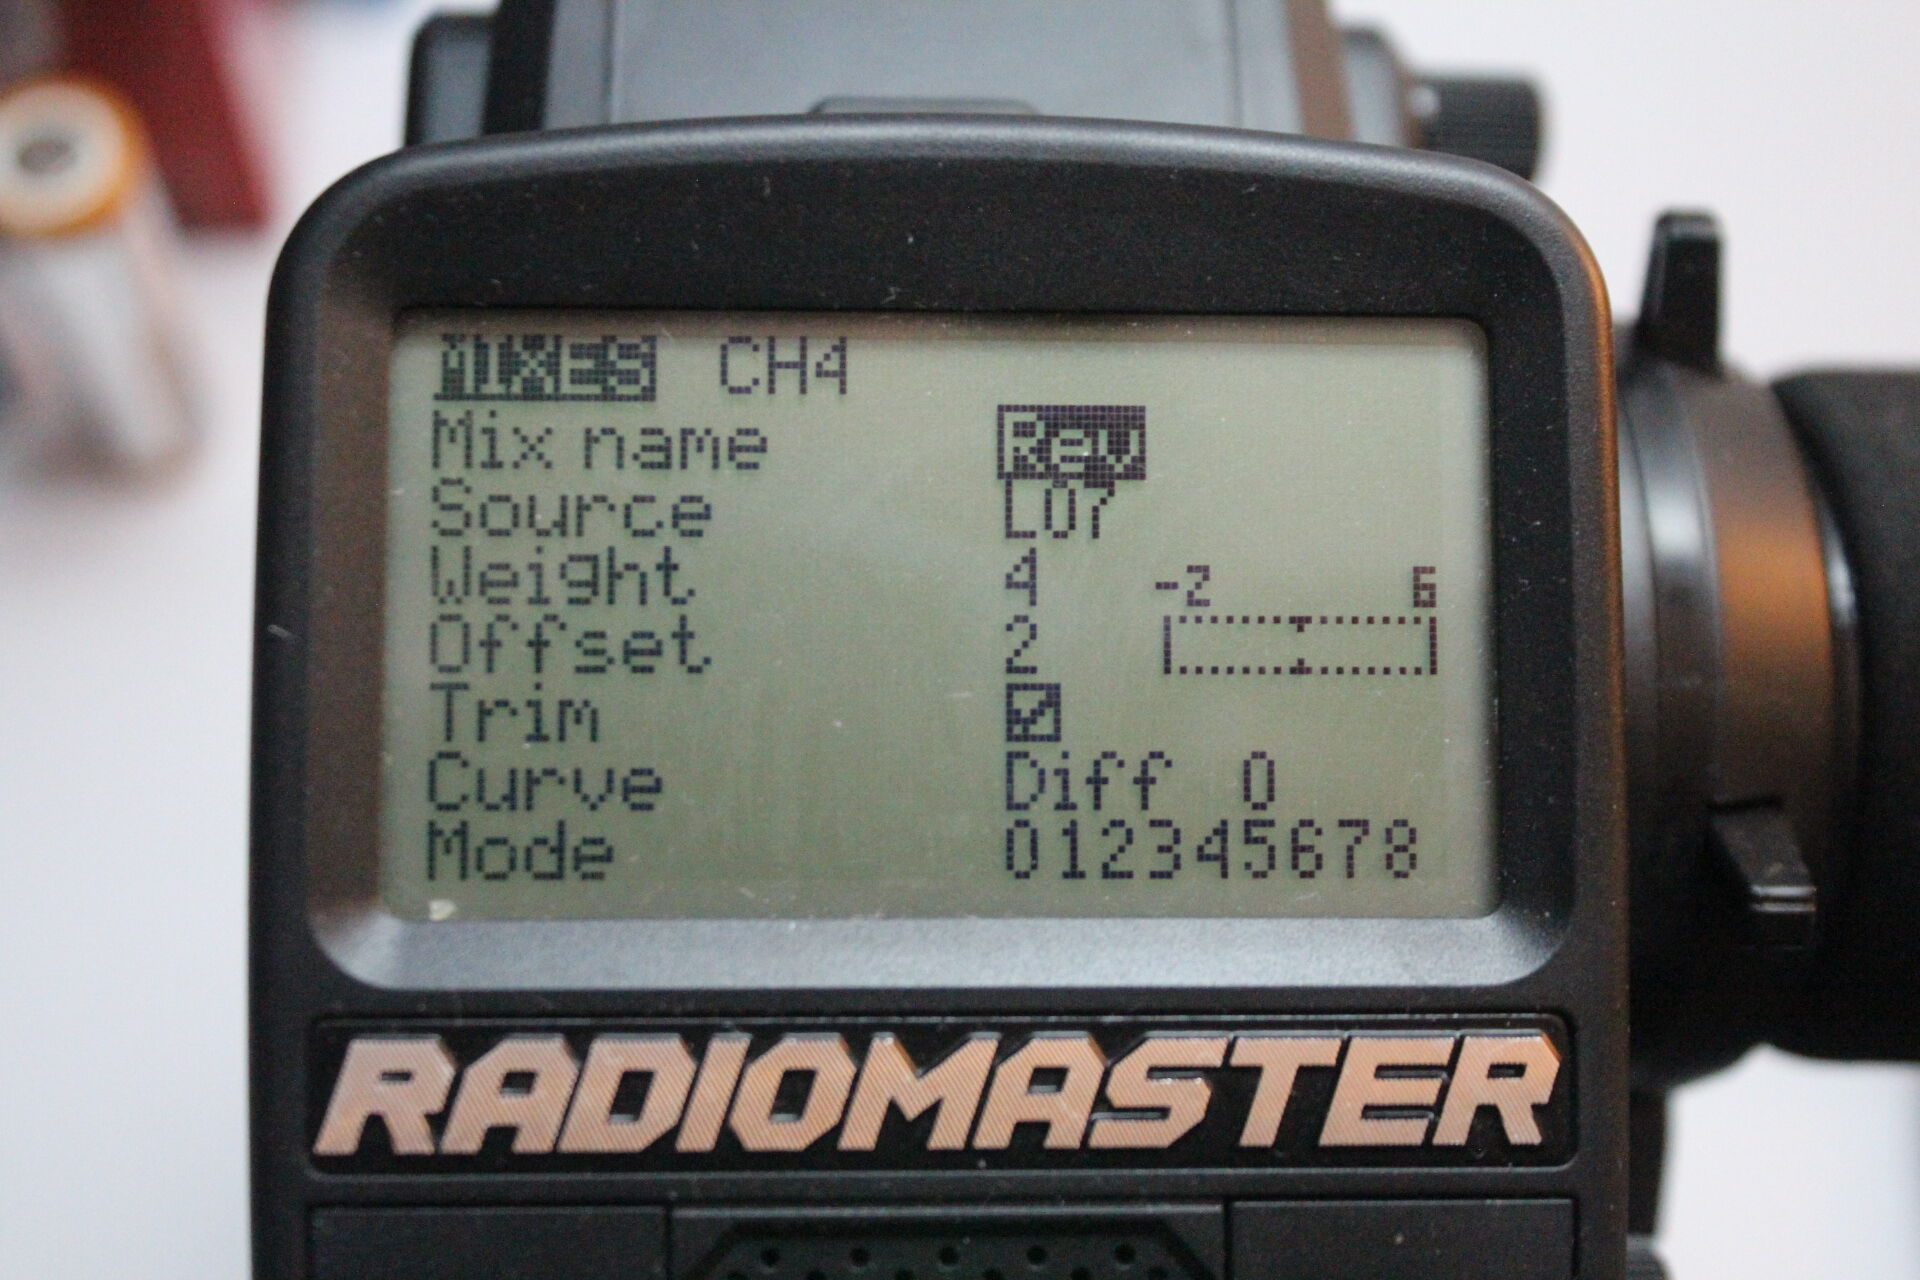 MIXES CH4
Mix name Rev
Source L07
Weight 4 -2 6
Offset 2
Trim
Curve Diff 0
Mode 012345678
RADIOMASTER